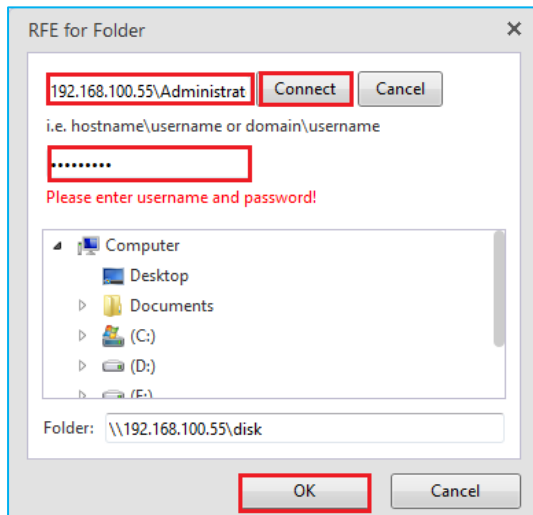 RFE for Folder
192.168.100.55\Administrat Connect Cancel
i.e. hostname\username or domain\username
•••••••••
Please enter username and password!
Computer
Desktop
Documents
(C:)
(D:)
(E:)
Folder: \\192.168.100.55\disk
OK Cancel